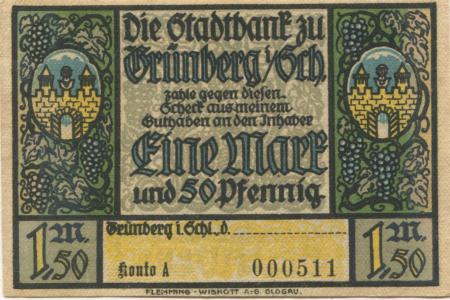 Die Stadtbank zu
Grünberg i/Sch.
zahle gegen diesen
Scheck aus meinem
Guthaben an den Inhaber
Eine Mark
und 50 Pfennig.
Grünberg i. Schl., d.
1,50 M.
1,50 M.
Konto A 000511
FLEMMING-WISKOTT A-G GLOGAU.